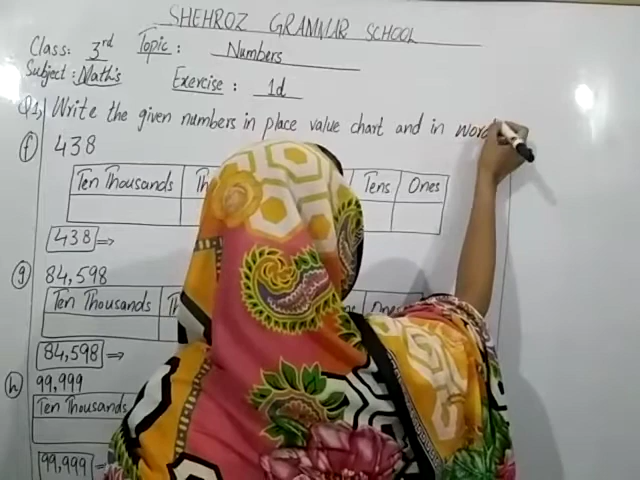 SHEHROZ GRAMMAR SCHOOL
Class: 3rd Topic: Numbers
Subject: Math's Exercise: 1d
Q1, Write the given numbers in place value chart and in word
f 438
Ten Thousands Th Tens Ones
438 ⇒
g 84,598
Ten Thousands Th ns Ones
84,598 ⇒
h 99,999
Ten Thousands
99,999 =